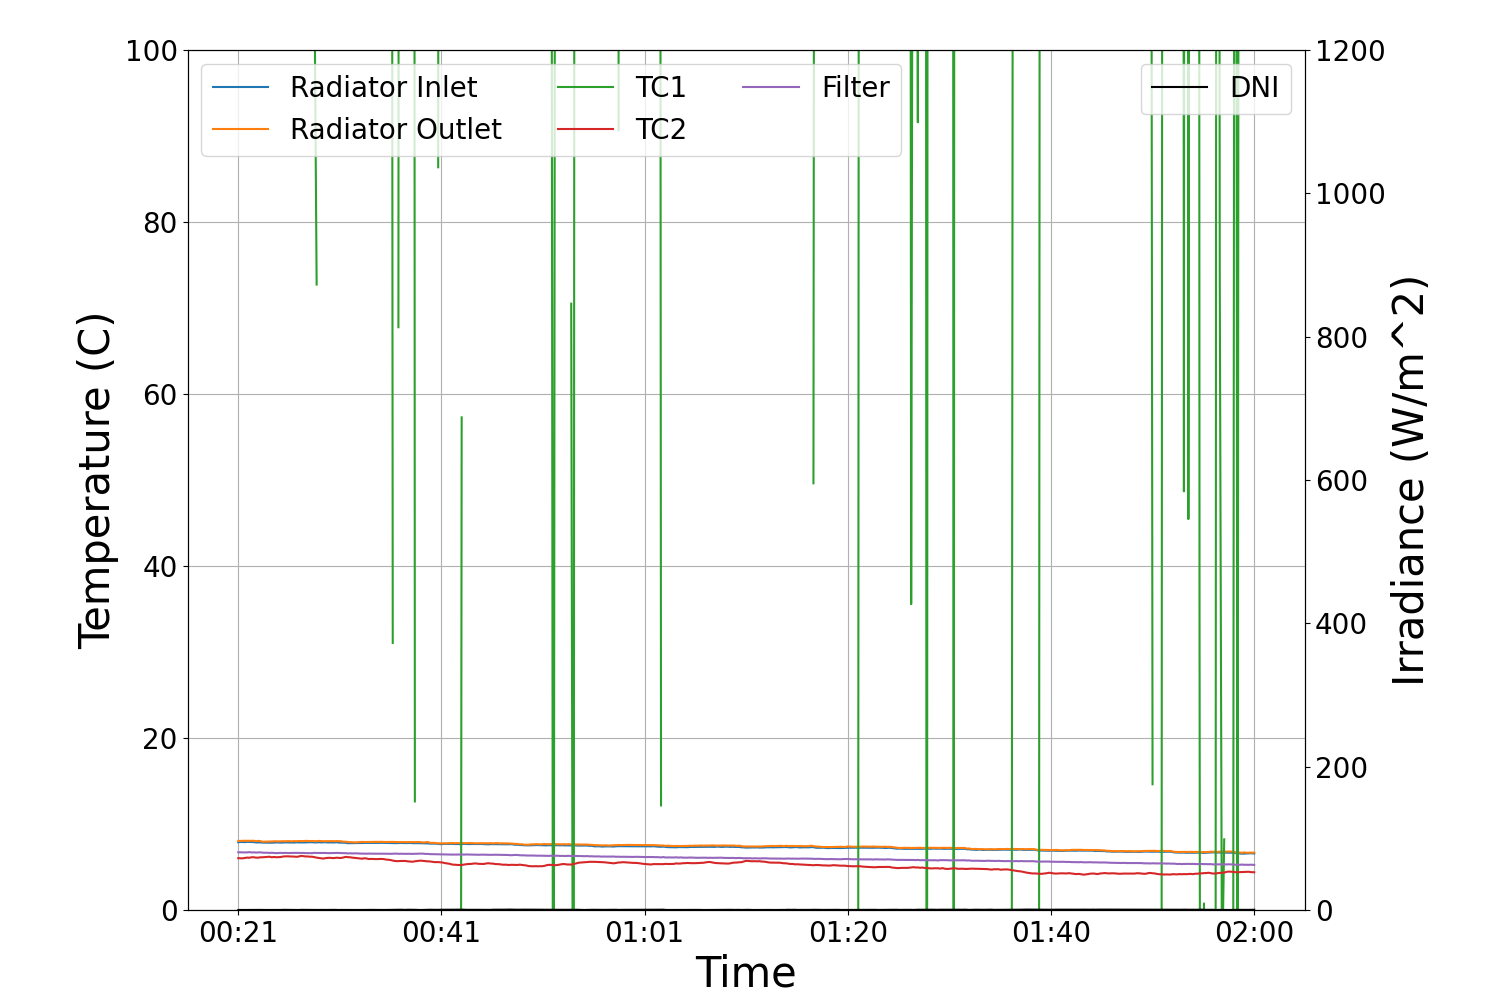 Radiator Inlet
Radiator Outlet
TC1
TC2
Filter
DNI
100
80
60
40
20
0
Temperature (C)
1200
1000
800
600
400
200
0
Irradiance (W/m^2)
00:21 00:41 01:01 01:20 01:40 02:00
Time